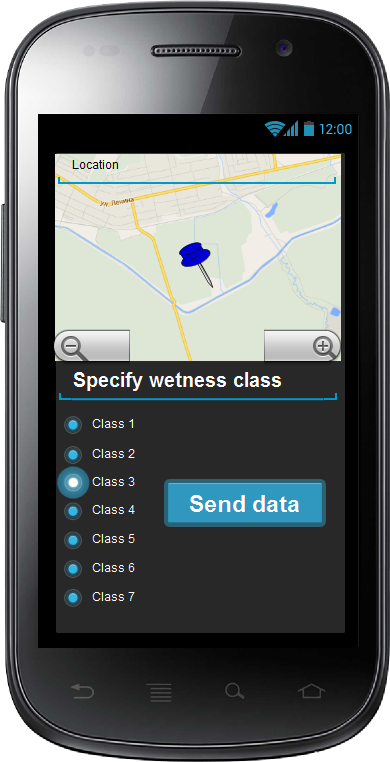 12:00
Location
ул. Ленина
Specify wetness class
Class 1
Class 2
Class 3
Class 4
Class 5
Class 6
Class 7
Send data